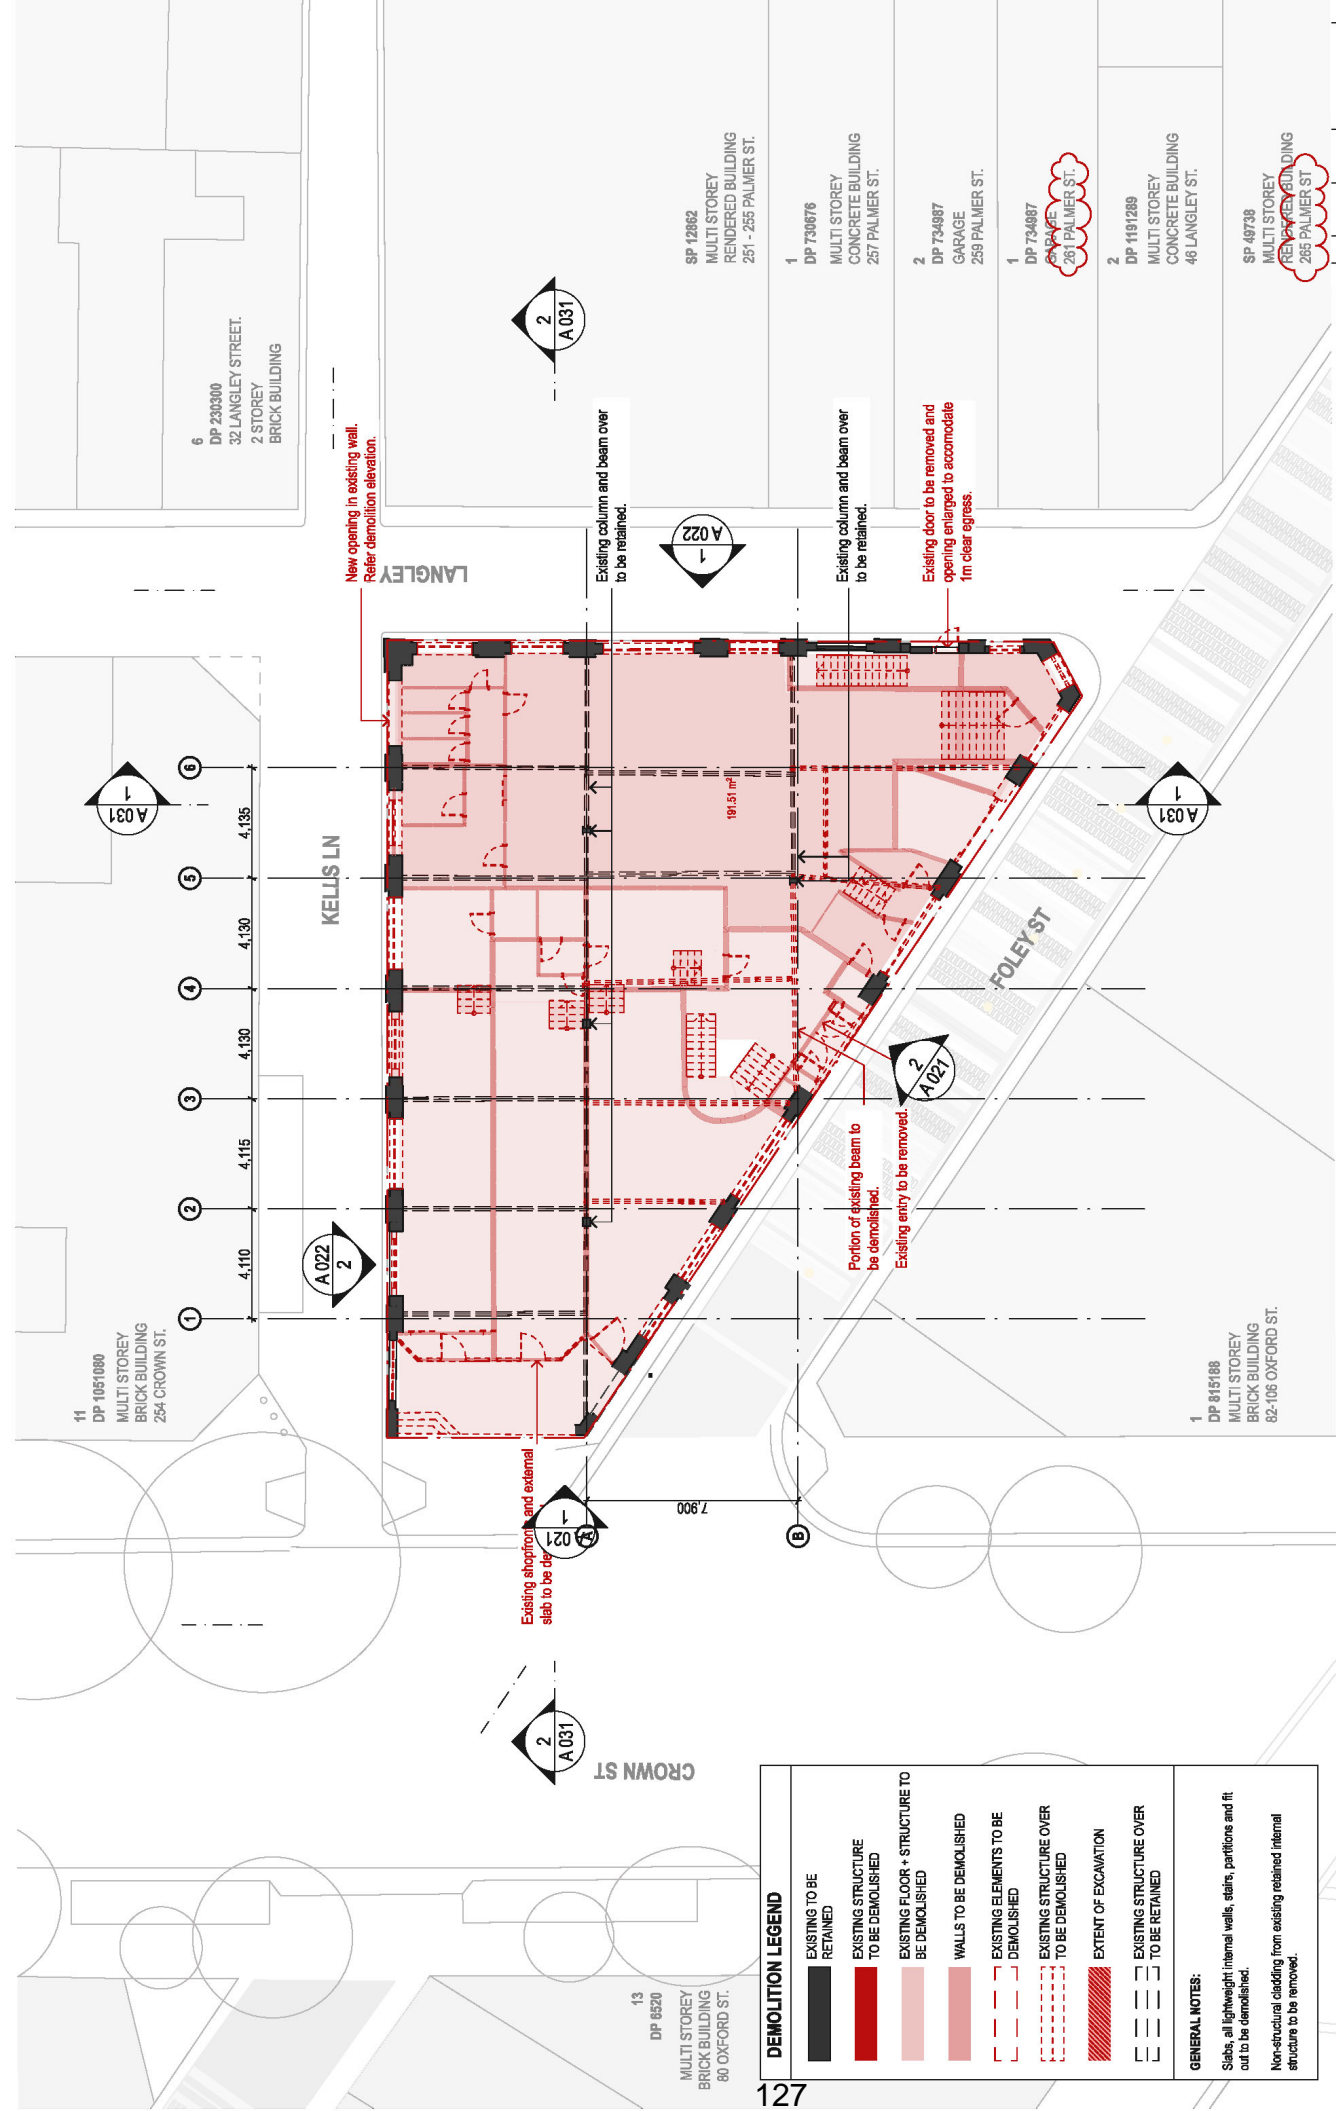 6
DP 230300
32 LANGLEY STREET.
2 STOREY
BRICK BUILDING
SP 12862
MULTI STOREY
RENDERED BUILDING
251 - 255 PALMER ST.
1
DP 730676
MULTI STOREY
CONCRETE BUILDING
257 PALMER ST.
2
DP 734987
GARAGE
259 PALMER ST.
1
DP 734987
GARAGE
261 PALMER ST.
2
DP 1191289
MULTI STOREY
CONCRETE BUILDING
46 LANGLEY ST.
SP 49738
MULTI STOREY
RENDERED BUILDING
265 PALMER ST
2
A 031
New opening in existing wall.
Refer demolition elevation.
LANGLEY
Existing column and beam over
to be retained.
1
A 022
Existing column and beam over
to be retained.
Existing door to be removed and
opening enlarged to accomodate
1m clear egress.
1
A 031
6
5
4
3
2
1
4,135
4,130
4,130
4,115
4,110
KELLS LN
191.51 m²
1
A 031
FOLEY ST
2
A 021
Portion of existing beam to
be demolished.
Existing entry to be removed.
A 022
2
11
DP 1051080
MULTI STOREY
BRICK BUILDING
254 CROWN ST.
1
DP 815188
MULTI STOREY
BRICK BUILDING
82-106 OXFORD ST.
Existing shopfront and external
slab to be de
1
A 021
A
B
7,900
2
A 031
CROWN ST
13
DP 6520
MULTI STOREY
BRICK BUILDING
80 OXFORD ST.
DEMOLITION LEGEND
EXISTING TO BE
RETAINED
EXISTING STRUCTURE
TO BE DEMOLISHED
EXISTING FLOOR + STRUCTURE TO
BE DEMOLISHED
WALLS TO BE DEMOLISHED
EXISTING ELEMENTS TO BE
DEMOLISHED
EXISTING STRUCTURE OVER
TO BE DEMOLISHED
EXTENT OF EXCAVATION
EXISTING STRUCTURE OVER
TO BE RETAINED
GENERAL NOTES:
Slabs, all lightweight internal walls, stairs, partitions and fit
out to be demolished.
Non-structural cladding from existing retained internal
structure to be removed.
127